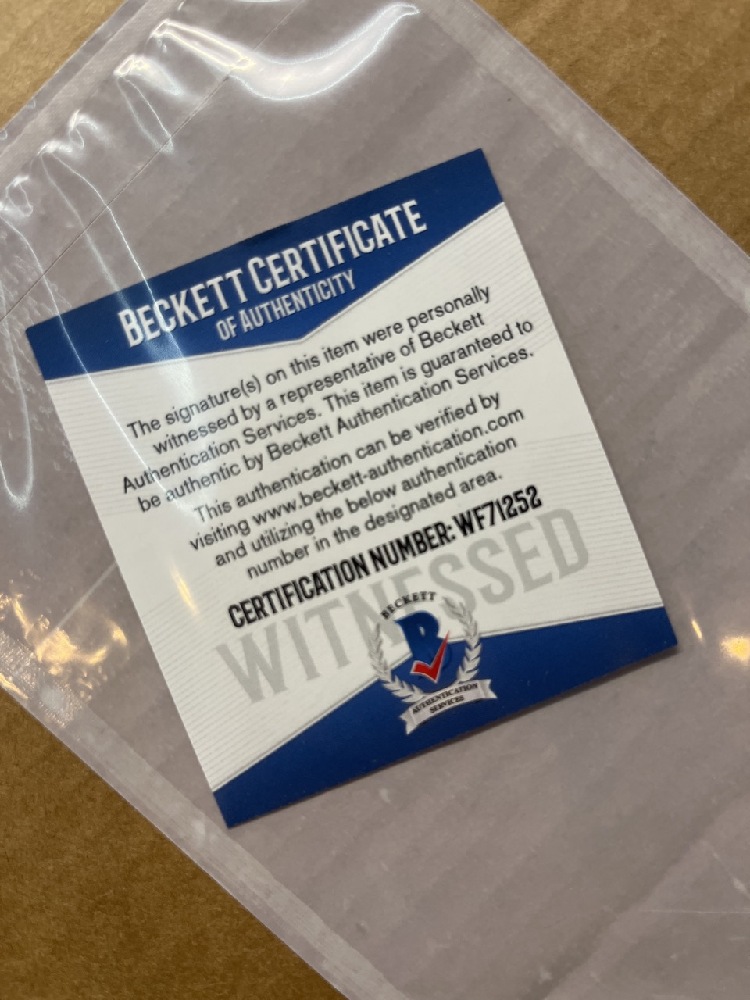 BECKETT CERTIFICATE
OF AUTHENTICITY
The signature(s) on this item were personally
witnessed by a representative of Beckett
Authentication Services. This item is guaranteed to
be authentic by Beckett Authentication Services.
This authentication can be verified by
visiting www.beckett-authentication.com
and utilizing the below authentication
number in the designated area.
CERTIFICATION NUMBER: WF71252
WITNESSED
BECKETT
B
AUTHENTICATION
SERVICES